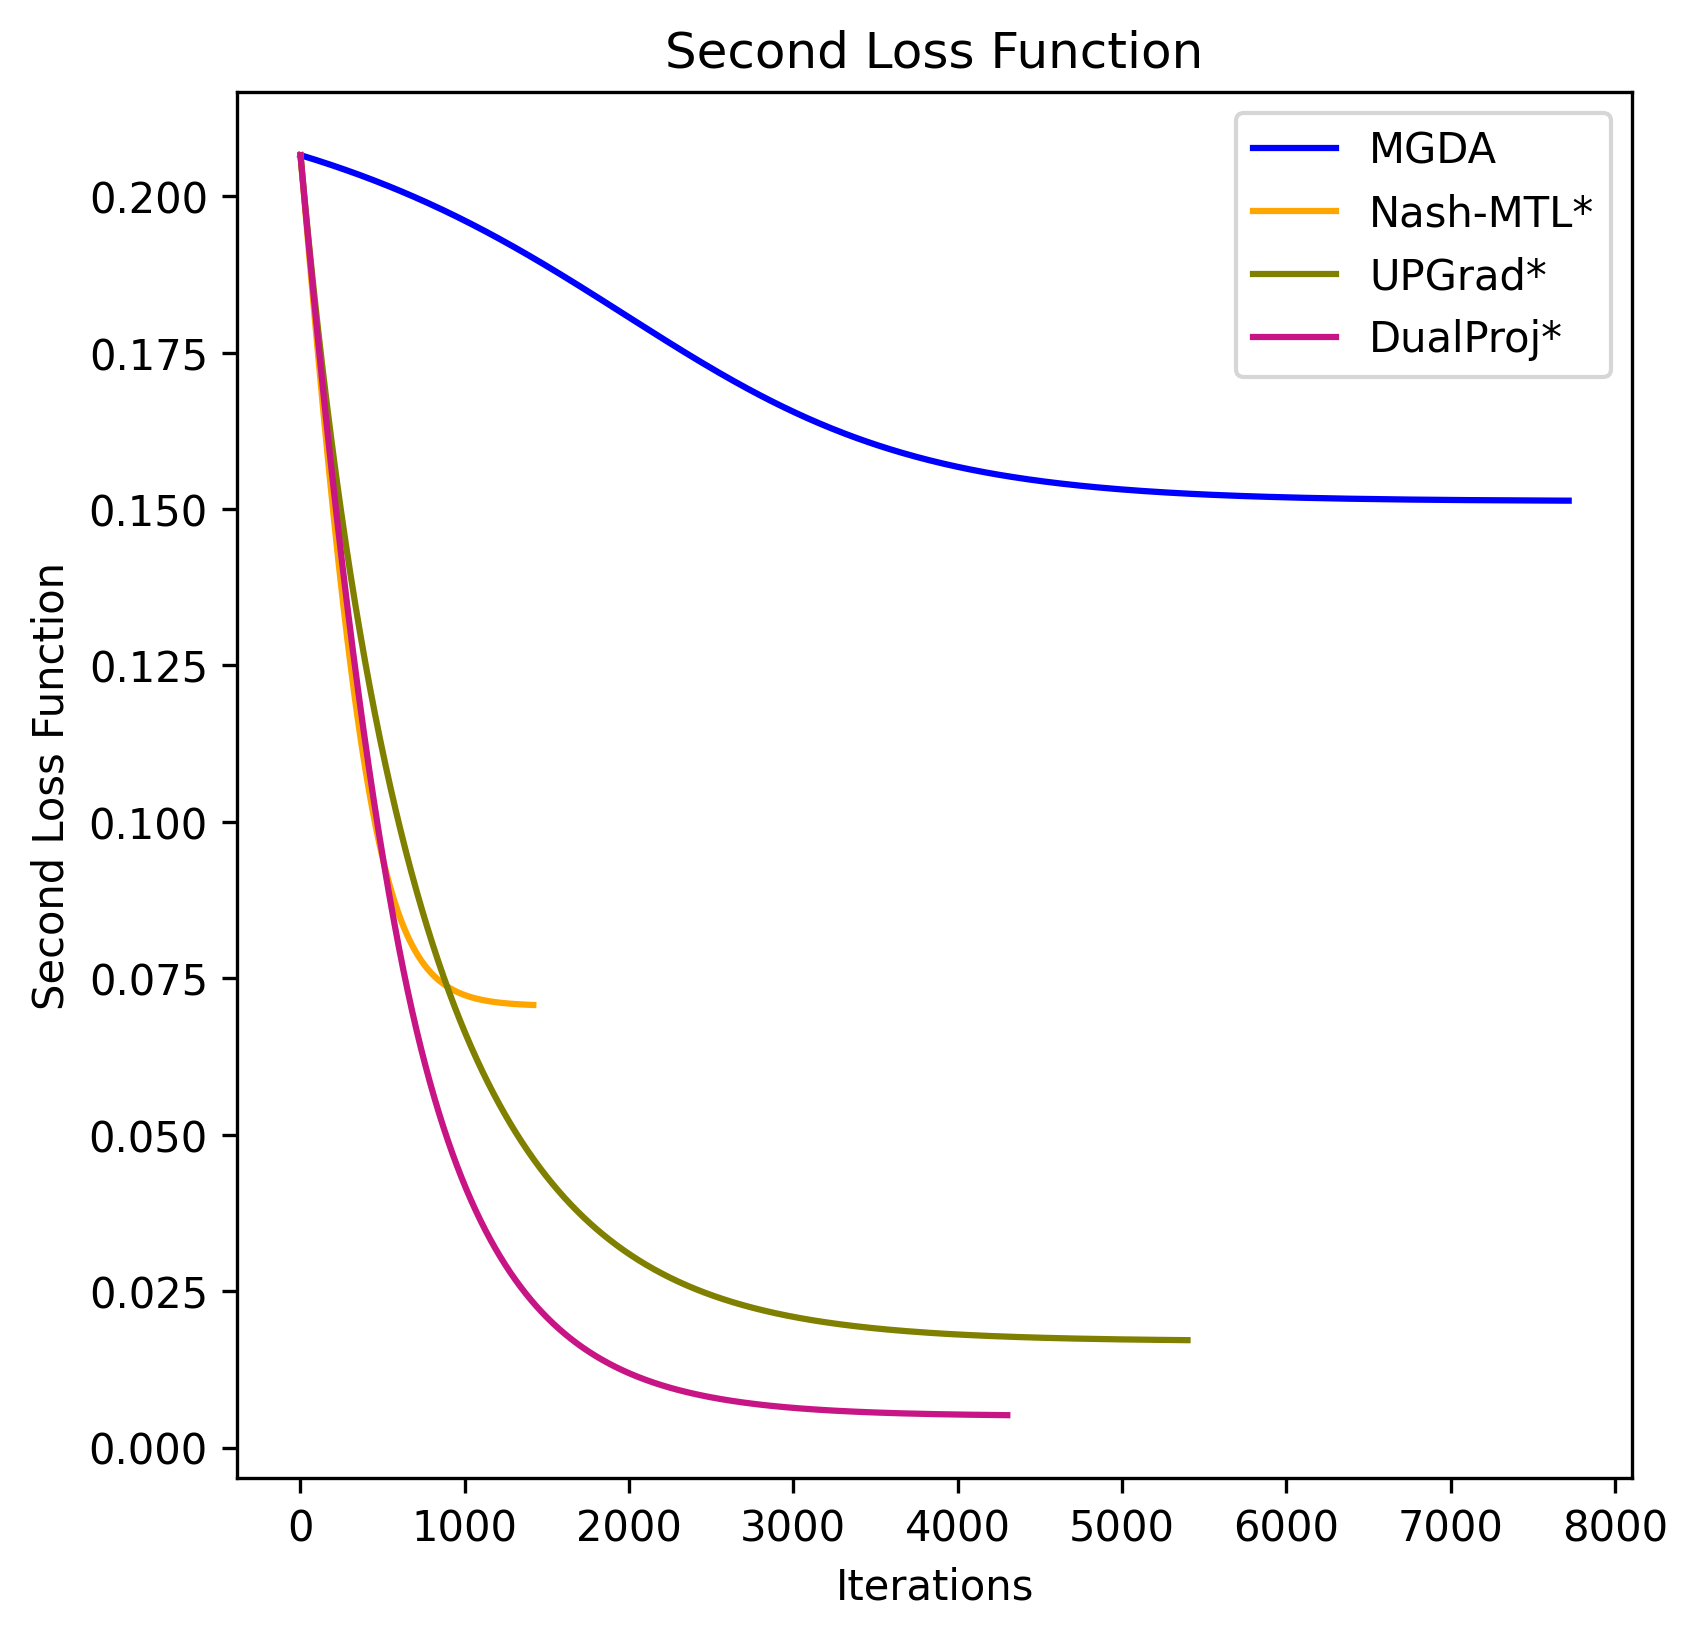 Second Loss Function
MGDA
Nash-MTL*
UPGrad*
DualProj*
Second Loss Function
0.200
0.175
0.150
0.125
0.100
0.075
0.050
0.025
0.000
0 1000 2000 3000 4000 5000 6000 7000 8000
Iterations